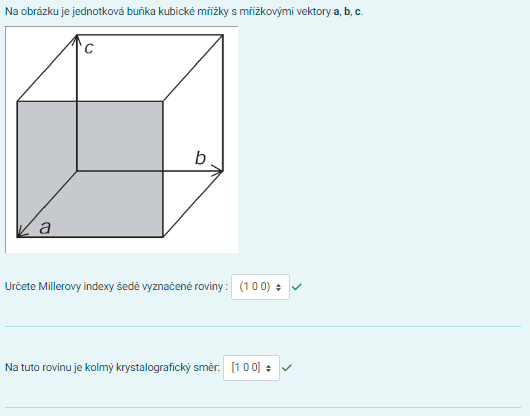 Na obrázku je jednotková buňka kubické mřížky s mřížkovými vektory a, b, c.
c
b
a
Určete Millerovy indexy šedě vyznačené roviny : (1 0 0)
Na tuto rovinu je kolmý krystalografický směr: [1 0 0]